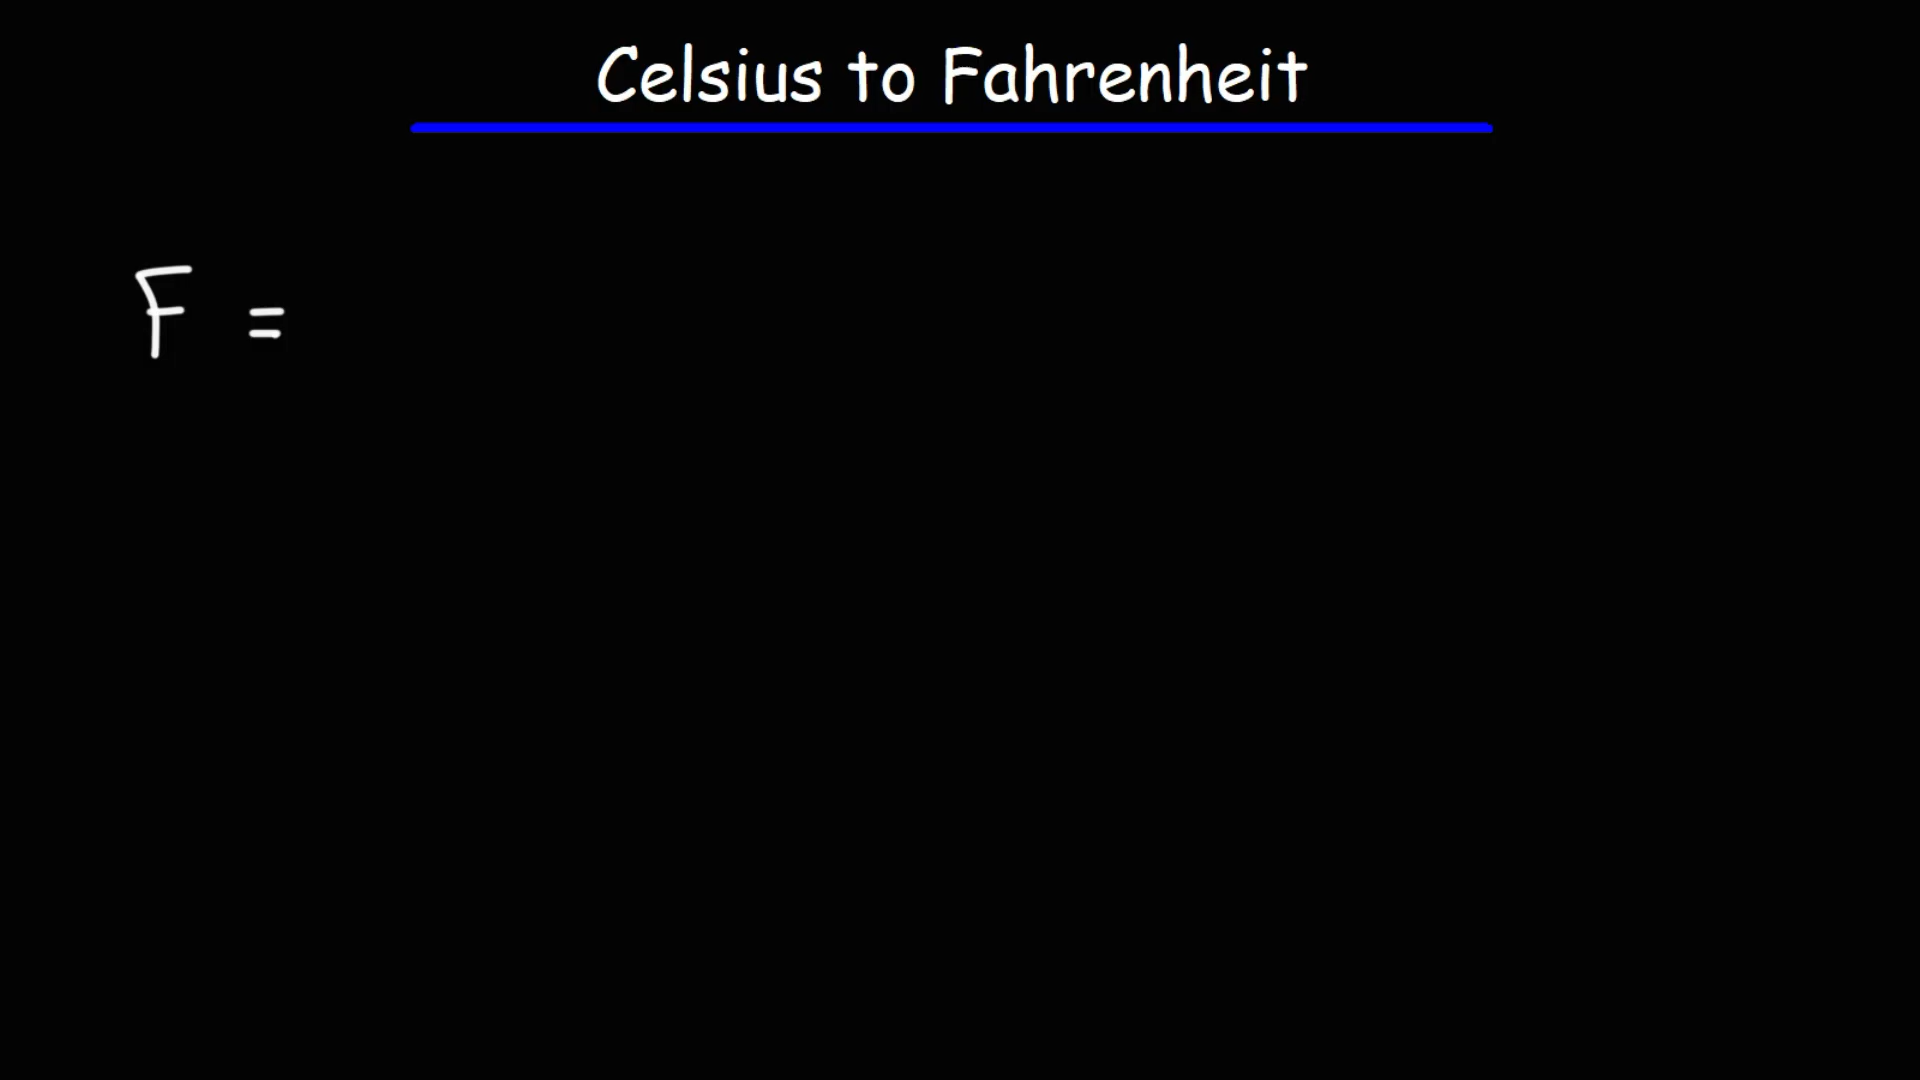 Celsius to Fahrenheit
F =